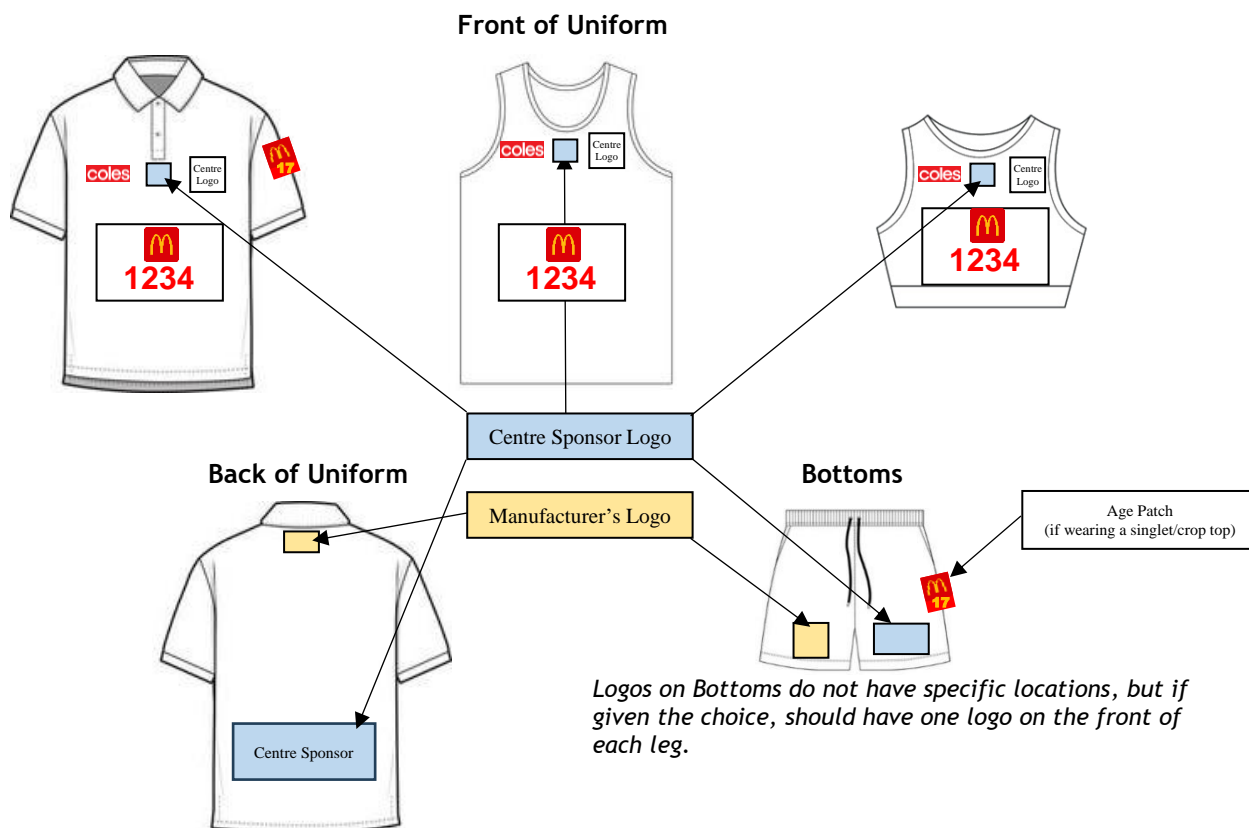 Front of Uniform
coles
Centre
Logo
17
1234
coles
Centre
Logo
1234
coles
Centre
Logo
1234
Centre Sponsor Logo
Back of Uniform
Manufacturer's Logo
Bottoms
Age Patch
(if wearing a singlet/crop top)
17
Centre Sponsor
Logos on Bottoms do not have specific locations, but if
given the choice, should have one logo on the front of
each leg.